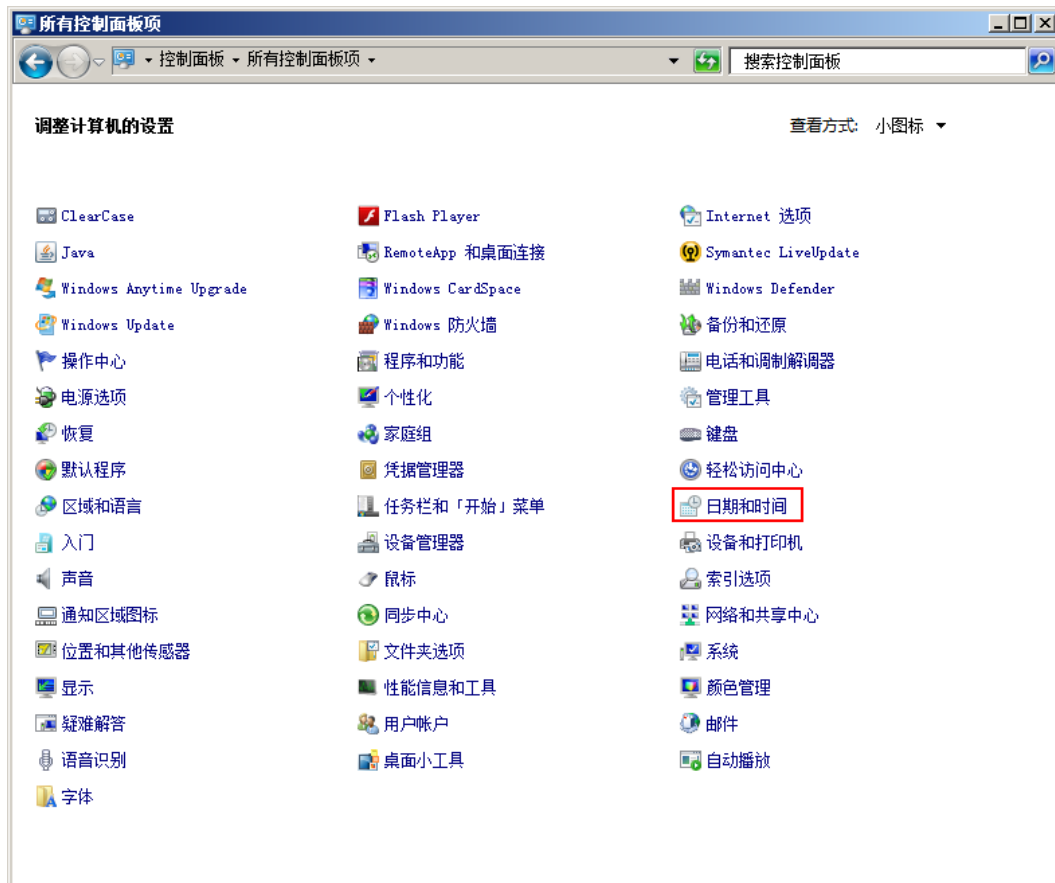 所有控制面板项
控制面板 所有控制面板项
搜索控制面板
调整计算机的设置
查看方式: 小图标
ClearCase Flash Player Internet 选项
Java RemoteApp 和桌面连接 Symantec LiveUpdate
Windows Anytime Upgrade Windows CardSpace Windows Defender
Windows Update Windows 防火墙 备份和还原
操作中心 程序和功能 电话和调制解调器
电源选项 个性化 管理工具
恢复 家庭组 键盘
默认程序 凭据管理器 轻松访问中心
区域和语言 任务栏和「开始」菜单 日期和时间
入门 设备管理器 设备和打印机
声音 鼠标 索引选项
通知区域图标 同步中心 网络和共享中心
位置和其他传感器 文件夹选项 系统
显示 性能信息和工具 颜色管理
疑难解答 用户帐户 邮件
语音识别 桌面小工具 自动播放
字体